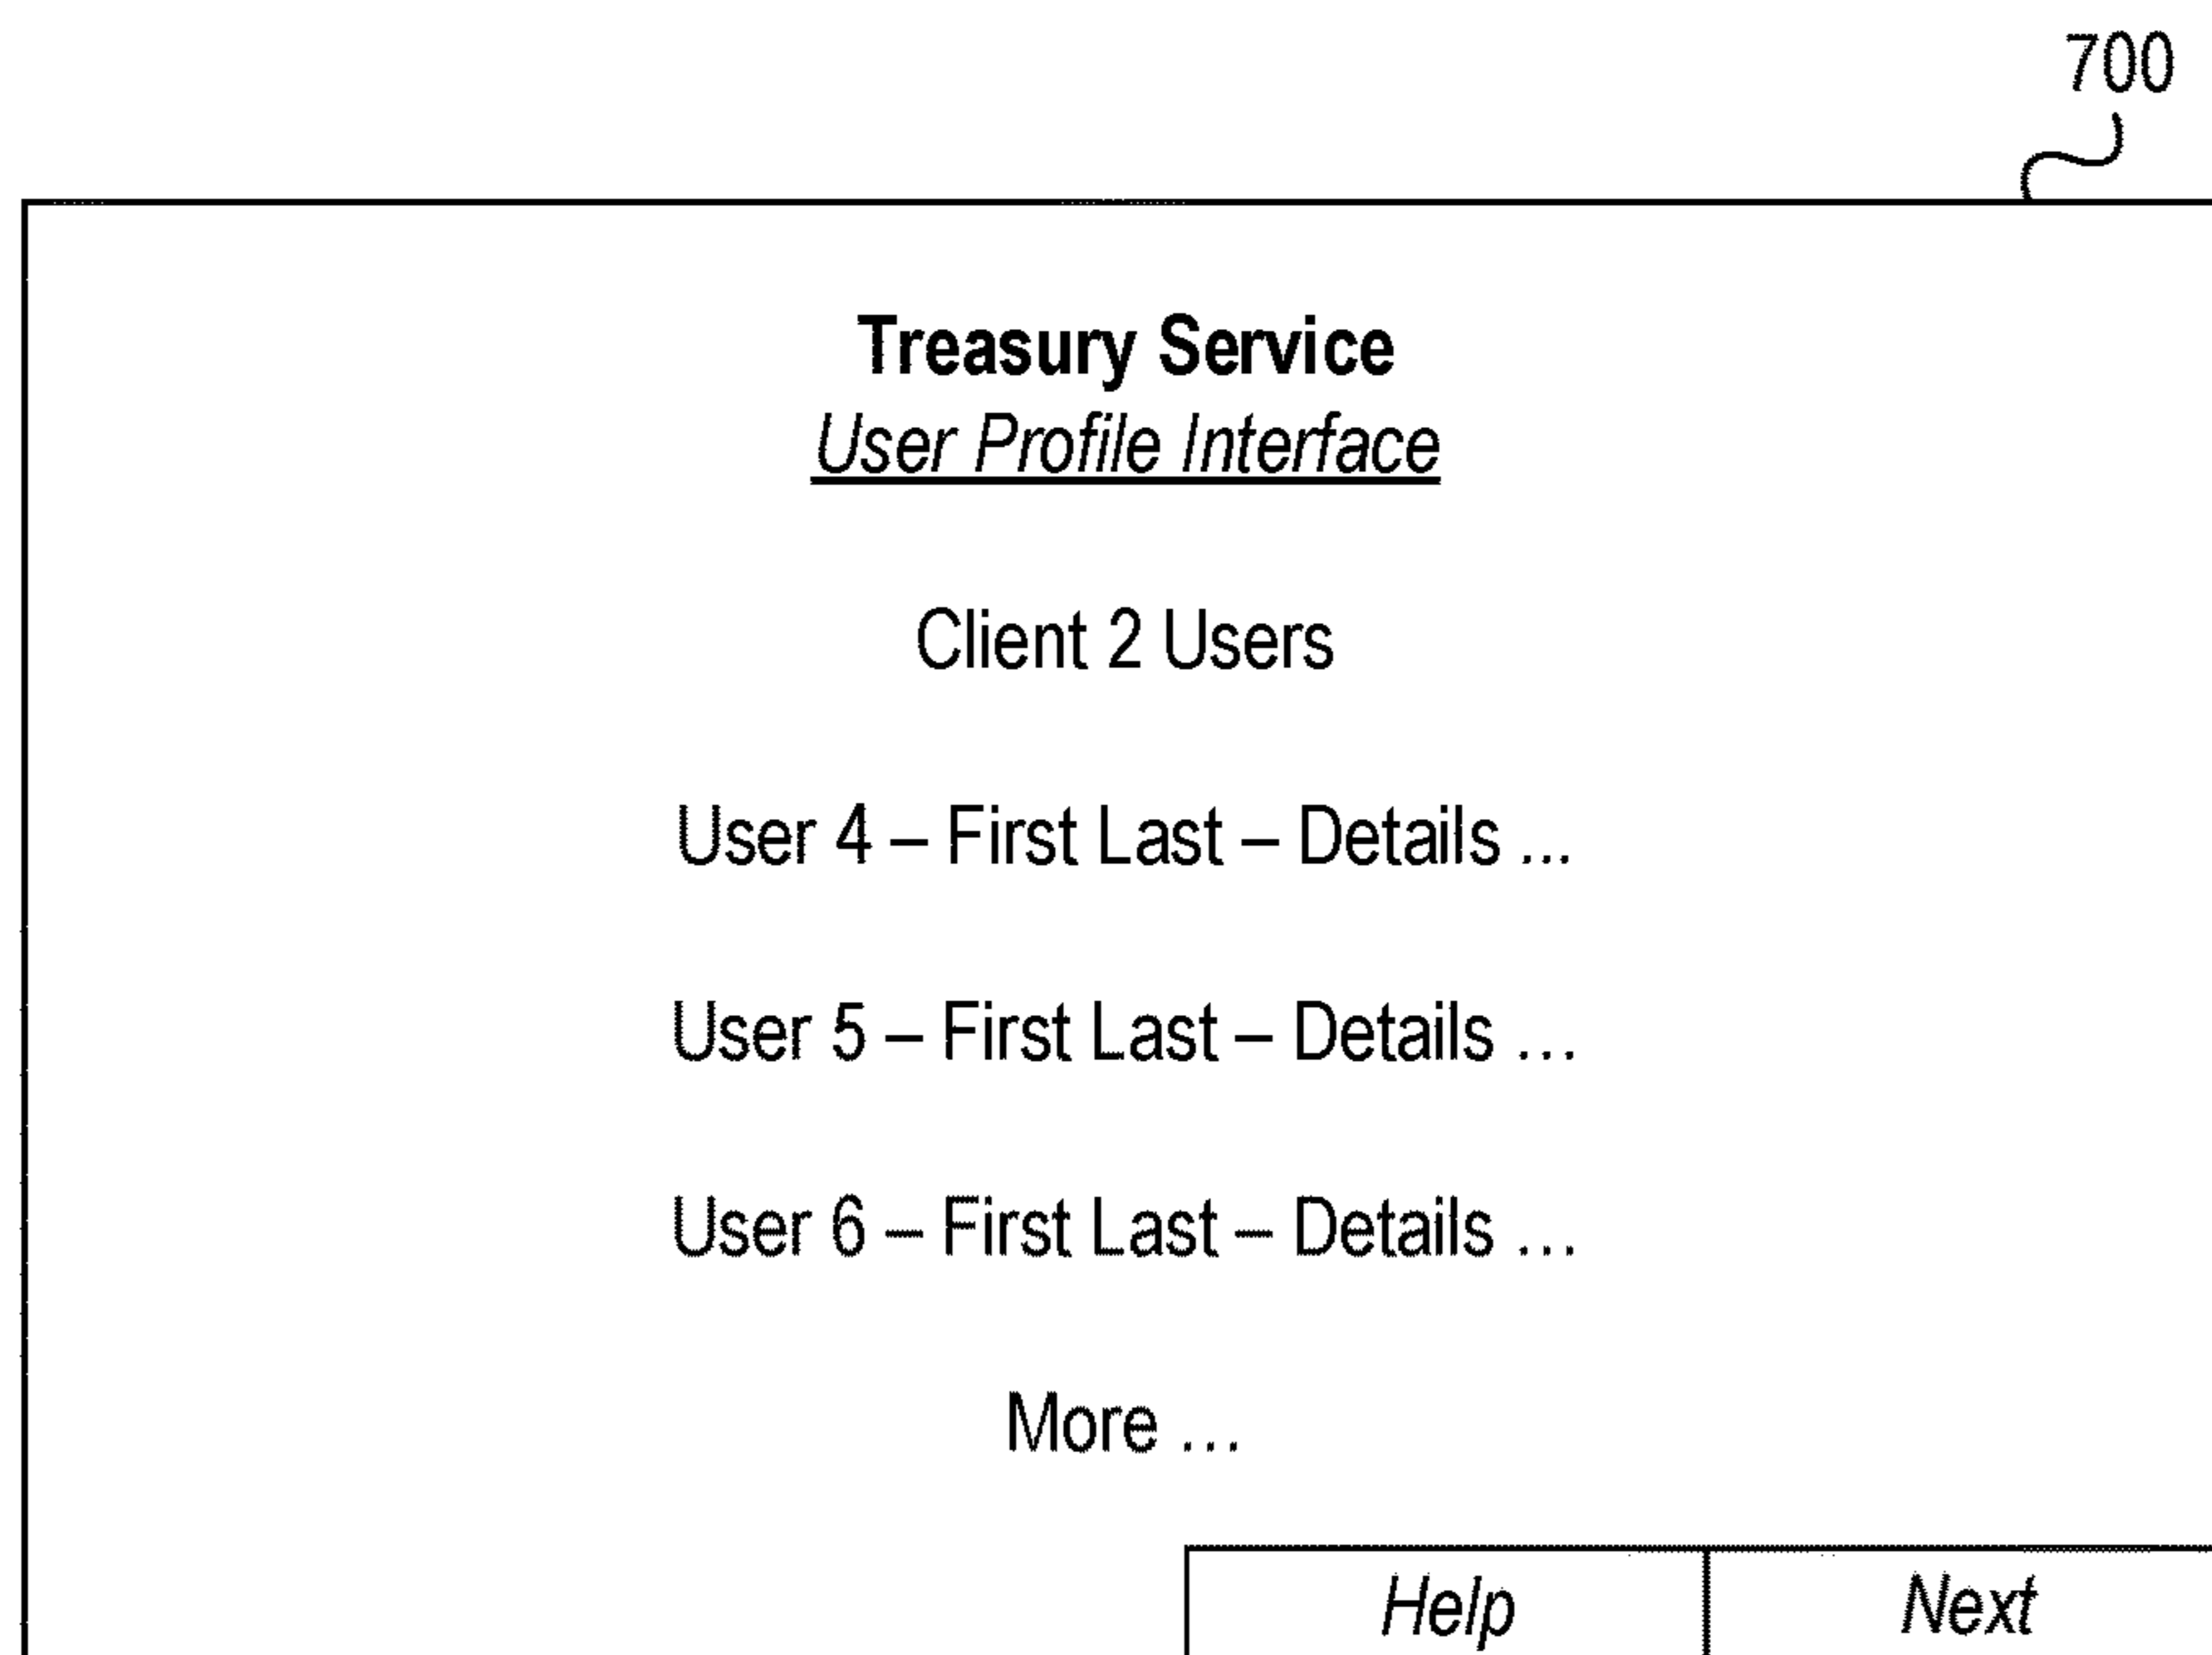 700
Treasury Service
User Profile Interface
Client 2 Users
User 4 – First Last – Details ...
User 5 – First Last – Details ...
User 6 – First Last – Details ...
More ...
Help Next